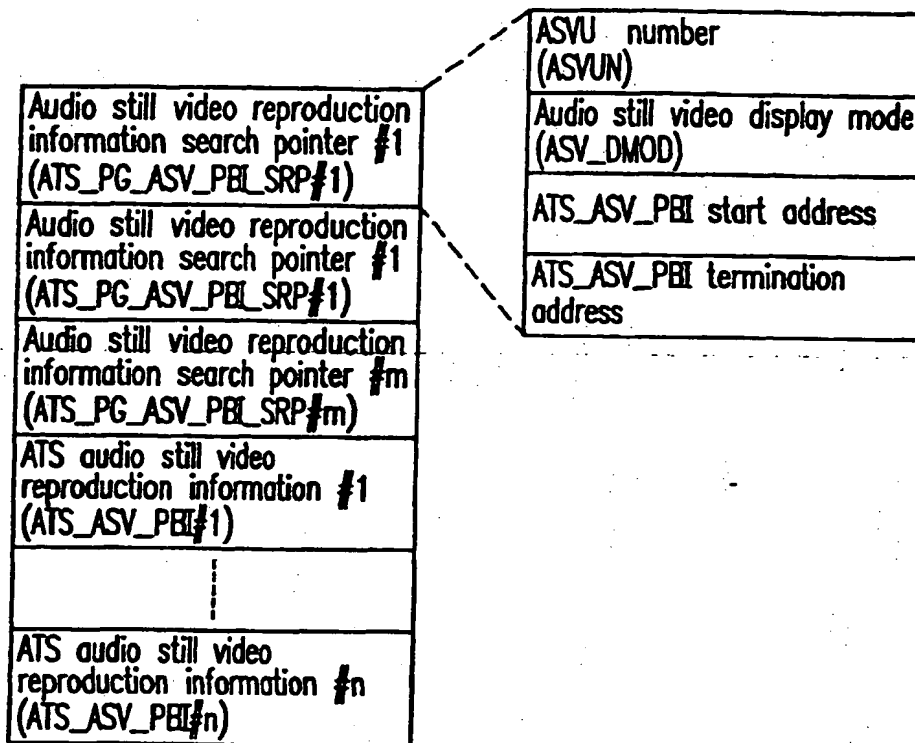 Audio still video reproduction
information search pointer #1
(ATS_PG_ASV_PBI_SRP#1)
Audio still video reproduction
information search pointer #1
(ATS_PG_ASV_PBI_SRP#1)
Audio still video reproduction
information search pointer #m
(ATS_PG_ASV_PBI_SRP#m)
ATS audio still video
reproduction information #1
(ATS_ASV_PBI#1)
ATS audio still video
reproduction information #n
(ATS_ASV_PBI#n)
ASVU number
(ASVUN)
Audio still video display mode
(ASV_DMOD)
ATS_ASV_PBI start address
ATS_ASV_PBI termination
address